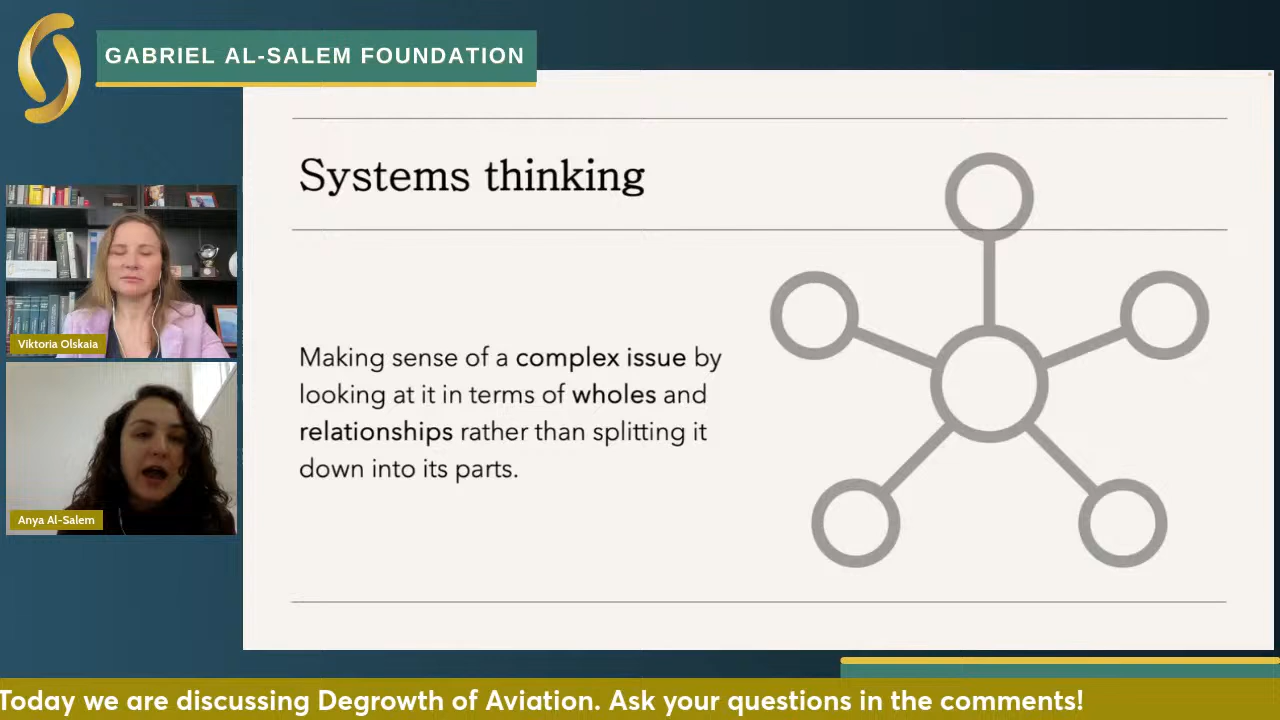 GABRIEL AL-SALEM FOUNDATION
Systems thinking
Making sense of a complex issue by
looking at it in terms of wholes and
relationships rather than splitting it
down into its parts.
Viktoria Olskaia
Anya Al-Salem
Today we are discussing Degrowth of Aviation. Ask your questions in the comments!